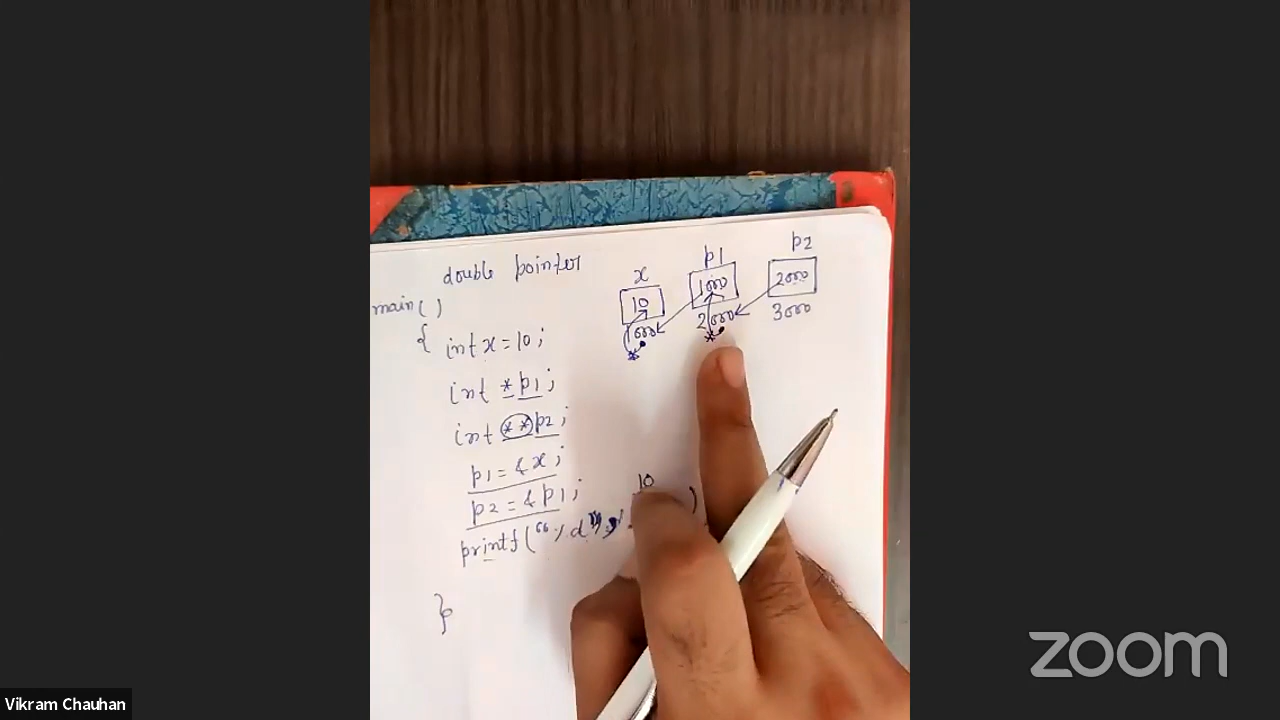 double pointer
x p1 p2
10 1000 2000
1000 2000 3000
* *
main( )
{ int x = 10 ;
int *p1 ;
int **p2 ;
p1 = & x ;
p2 = & p1 ;
10
printf( "%d",
)
}
zoom
Vikram Chauhan